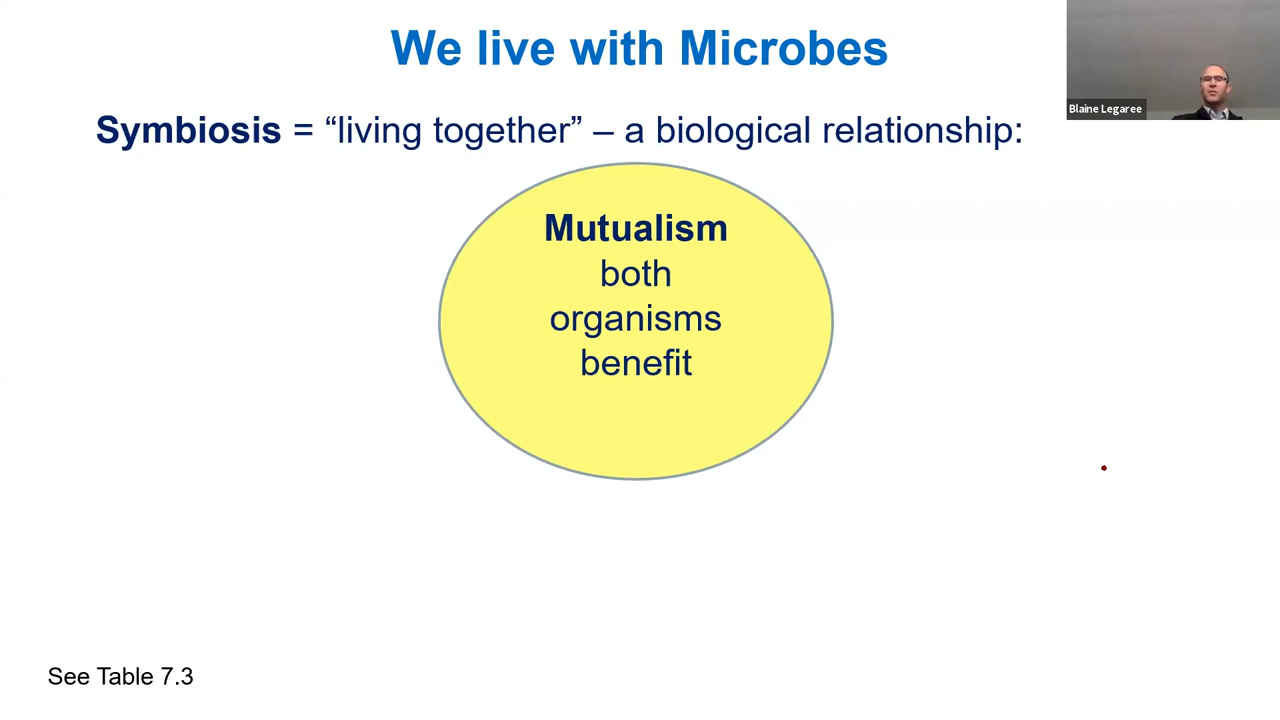 We live with Microbes
Blaine Legaree
Symbiosis = “living together” – a biological relationship:
Mutualism
both
organisms
benefit
See Table 7.3